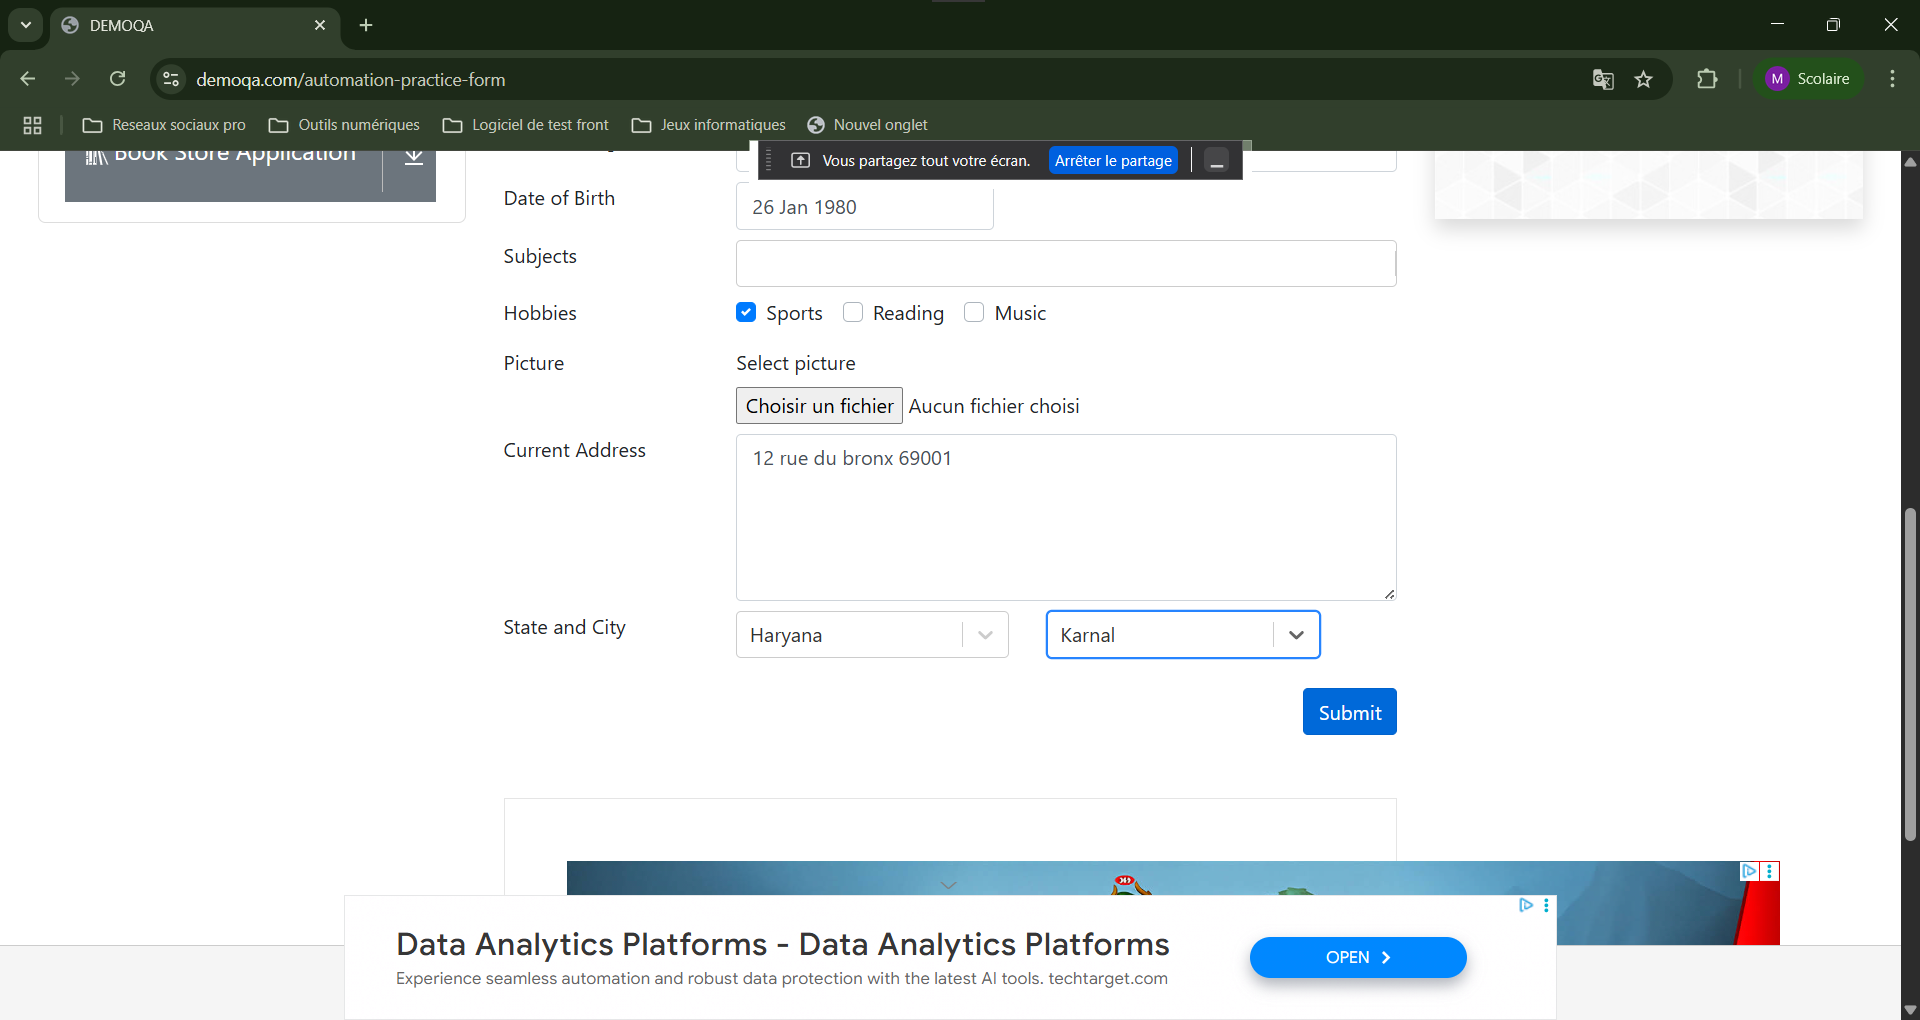 DEMOQA
demoqa.com/automation-practice-form
M Scolaire
Reseaux sociaux pro Outils numériques Logiciel de test front Jeux informatiques Nouvel onglet
Book Store Application
Vous partagez tout votre écran. Arrêter le partage
Date of Birth 26 Jan 1980
Subjects
Hobbies Sports Reading Music
Picture Select picture
Choisir un fichier Aucun fichier choisi
Current Address 12 rue du bronx 69001
State and City Haryana Karnal
Submit
Data Analytics Platforms - Data Analytics Platforms
Experience seamless automation and robust data protection with the latest AI tools. techtarget.com
OPEN